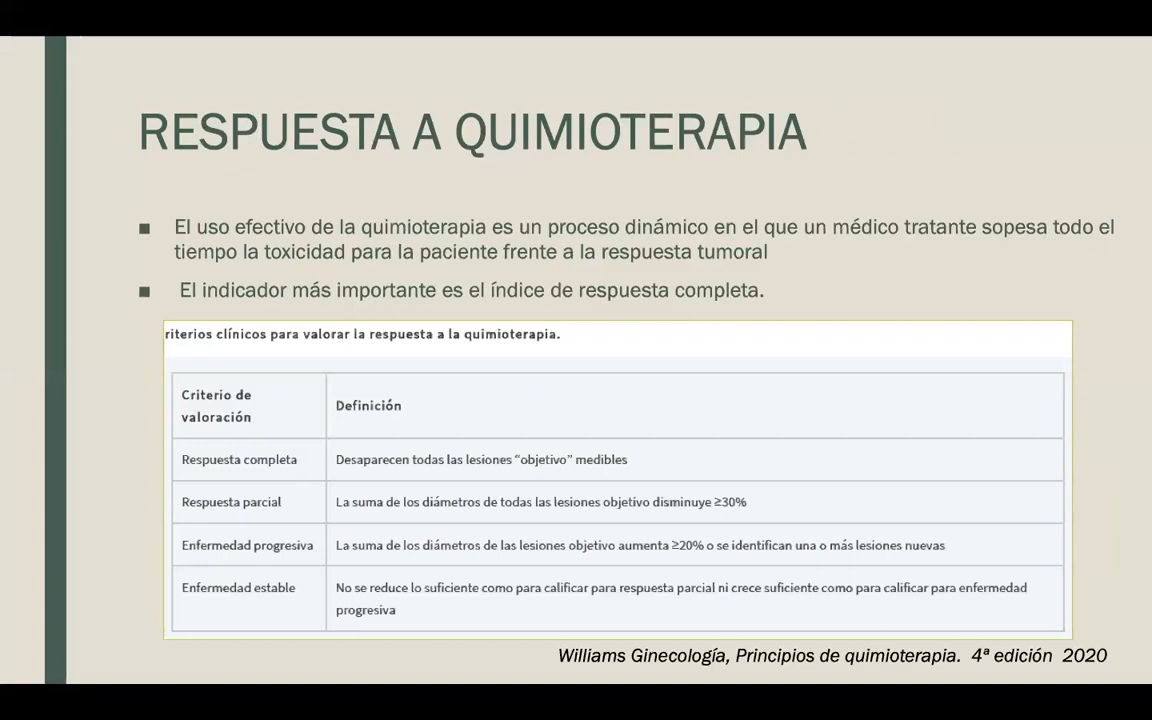 RESPUESTA A QUIMIOTERAPIA
■ El uso efectivo de la quimioterapia es un proceso dinámico en el que un médico tratante sopesa todo el
tiempo la toxicidad para la paciente frente a la respuesta tumoral
■ El indicador más importante es el índice de respuesta completa.
riterios clínicos para valorar la respuesta a la quimioterapia.
Criterio de
valoración
Definición
Respuesta completa
Desaparecen todas las lesiones “objetivo” medibles
Respuesta parcial
La suma de los diámetros de todas las lesiones objetivo disminuye ≥30%
Enfermedad progresiva
La suma de los diámetros de las lesiones objetivo aumenta ≥20% o se identifican una o más lesiones nuevas
Enfermedad estable
No se reduce lo suficiente como para calificar para respuesta parcial ni crece suficiente como para calificar para enfermedad
progresiva
Williams Ginecología, Principios de quimioterapia. 4ª edición 2020